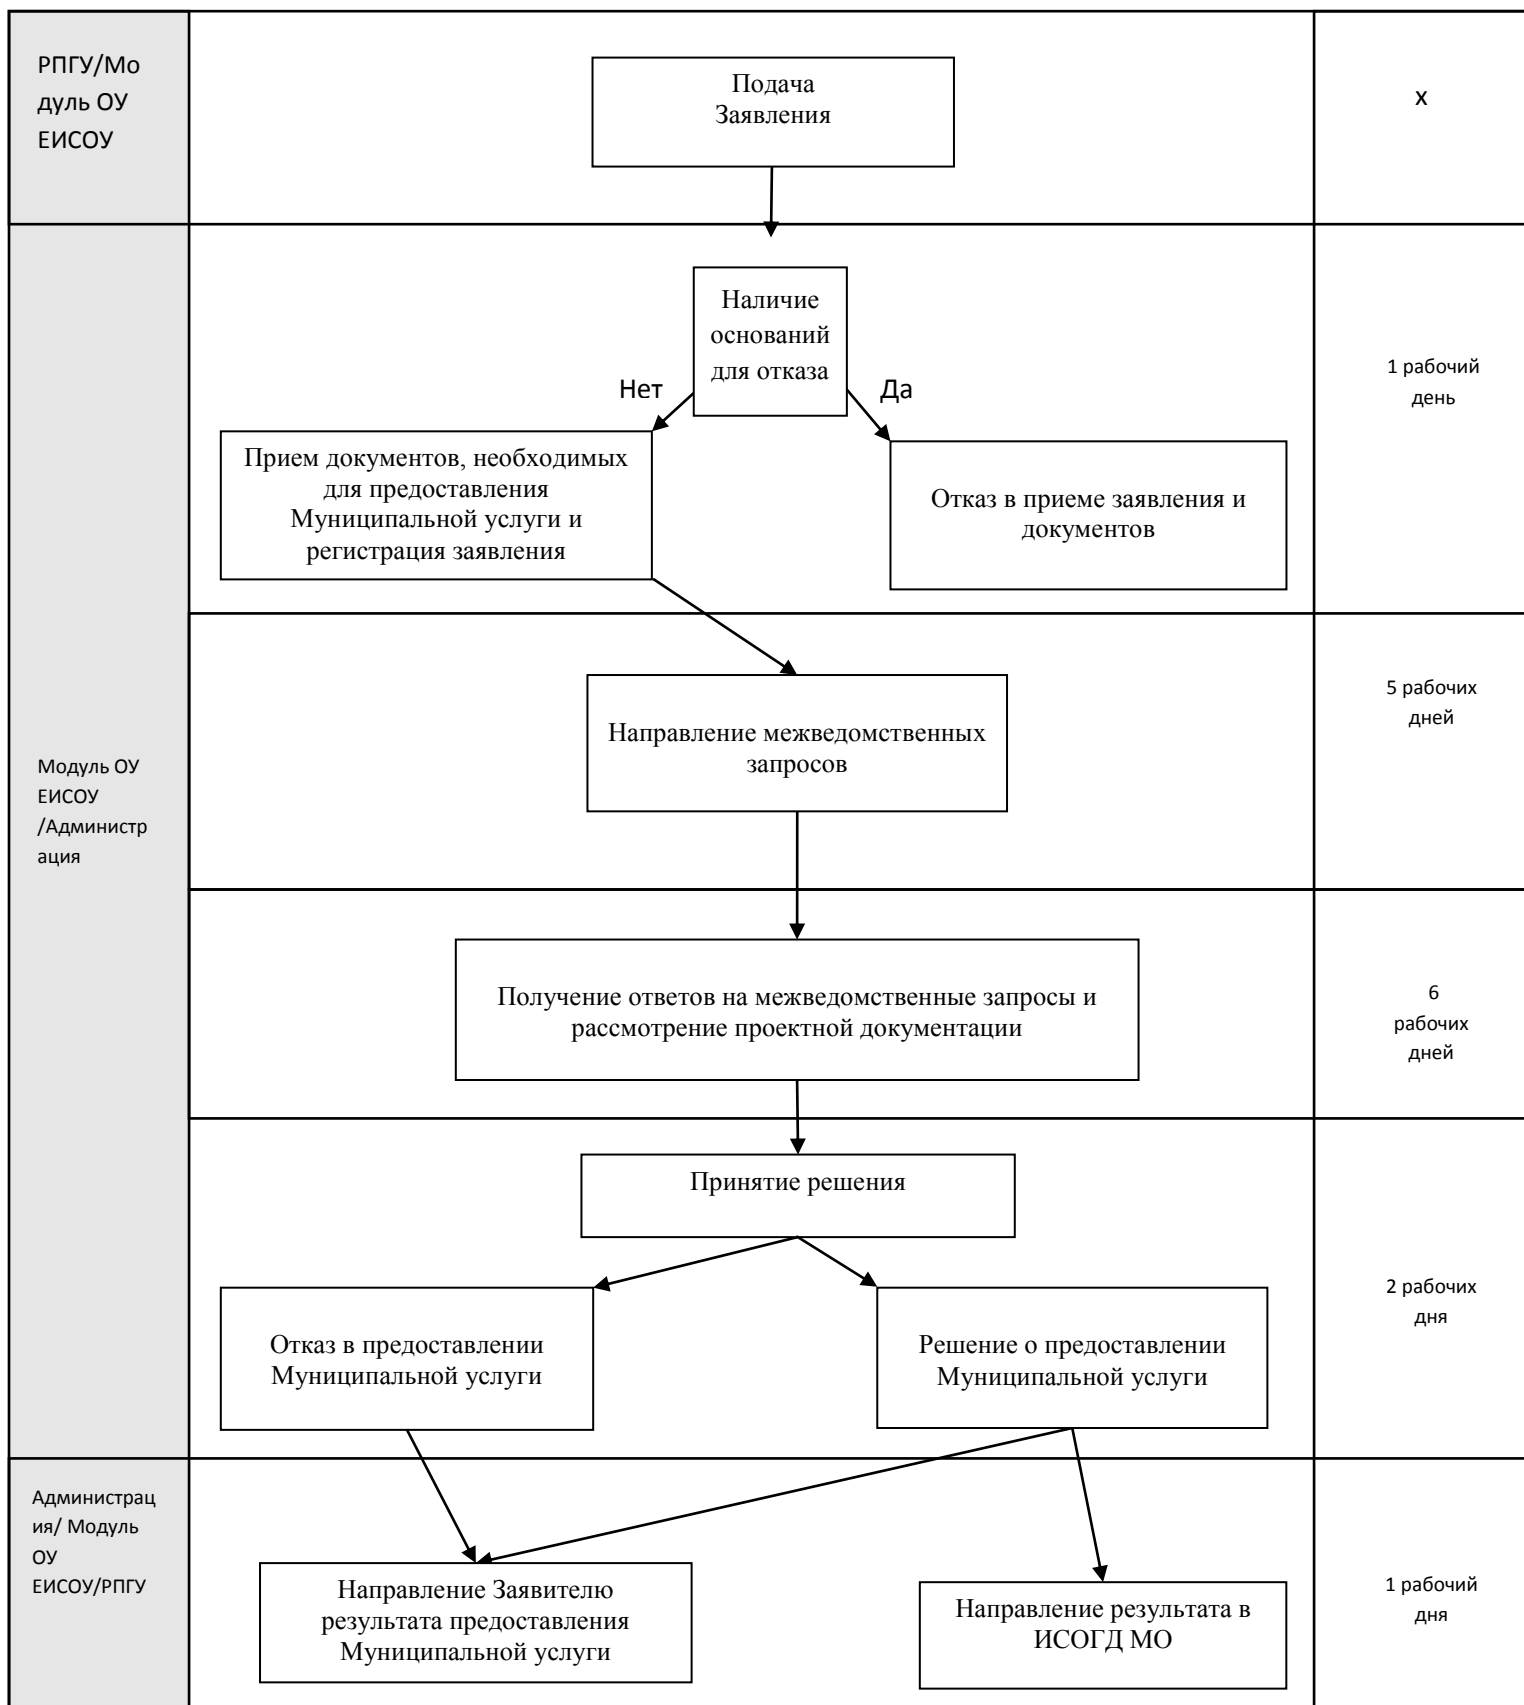 РПГУ/Мо
дуль ОУ
ЕИСОУ
Подача
Заявления
х
Наличие
оснований
для отказа
Нет
Да
1 рабочий
день
Прием документов, необходимых
для предоставления
Муниципальной услуги и
регистрация заявления
Отказ в приеме заявления и
документов
Модуль ОУ
ЕИСОУ
/Администр
ация
Направление межведомственных
запросов
5 рабочих
дней
Получение ответов на межведомственные запросы и
рассмотрение проектной документации
6
рабочих
дней
Принятие решения
Отказ в предоставлении
Муниципальной услуги
Решение о предоставлении
Муниципальной услуги
2 рабочих
дня
Администрац
ия/ Модуль
ОУ
ЕИСОУ/РПГУ
Направление Заявителю
результата предоставления
Муниципальной услуги
Направление результата в
ИСОГД МО
1 рабочий
дня